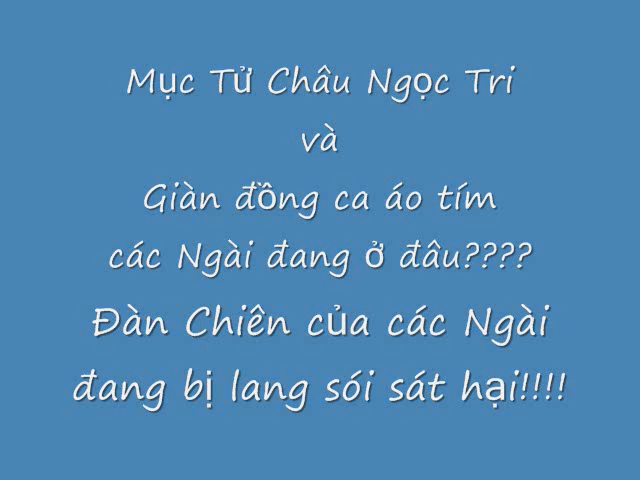 Mục Tử Châu Ngọc Tri
và
Giàn đồng ca áo tím
các Ngài đang ở đâu????
Đàn Chiên của các Ngài
đang bị lang sói sát hại!!!!